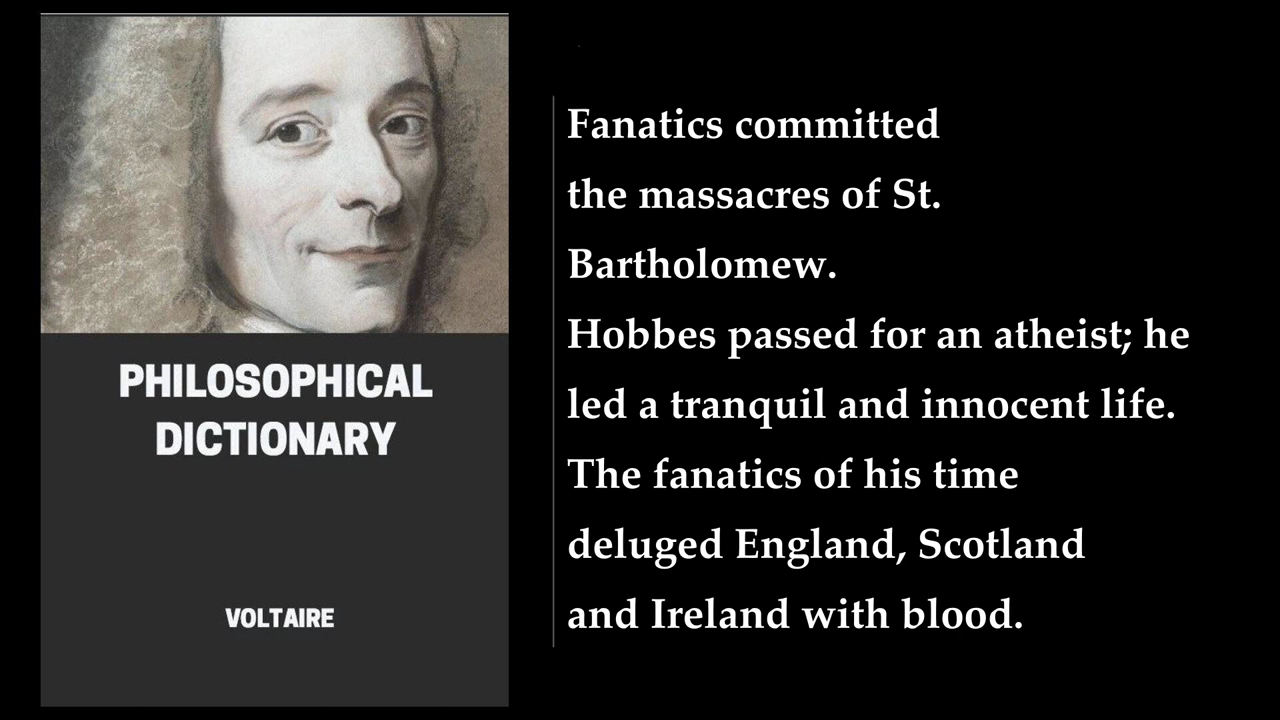 PHILOSOPHICAL
DICTIONARY
VOLTAIRE
Fanatics committed
the massacres of St.
Bartholomew.
Hobbes passed for an atheist; he
led a tranquil and innocent life.
The fanatics of his time
deluged England, Scotland
and Ireland with blood.